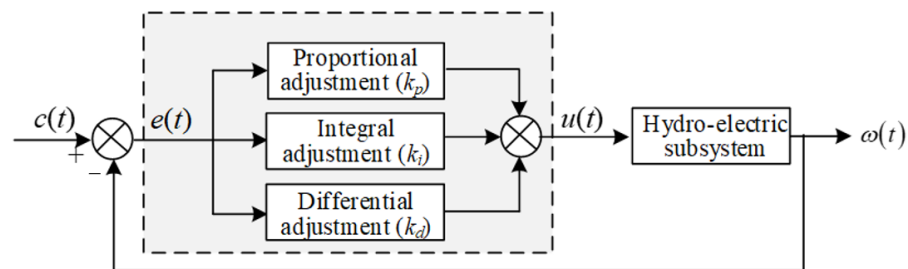 c(t)
+
−
e(t)
Proportional
adjustment (kp)
Integral
adjustment (ki)
Differential
adjustment (kd)
u(t)
Hydro-electric
subsystem
ω(t)